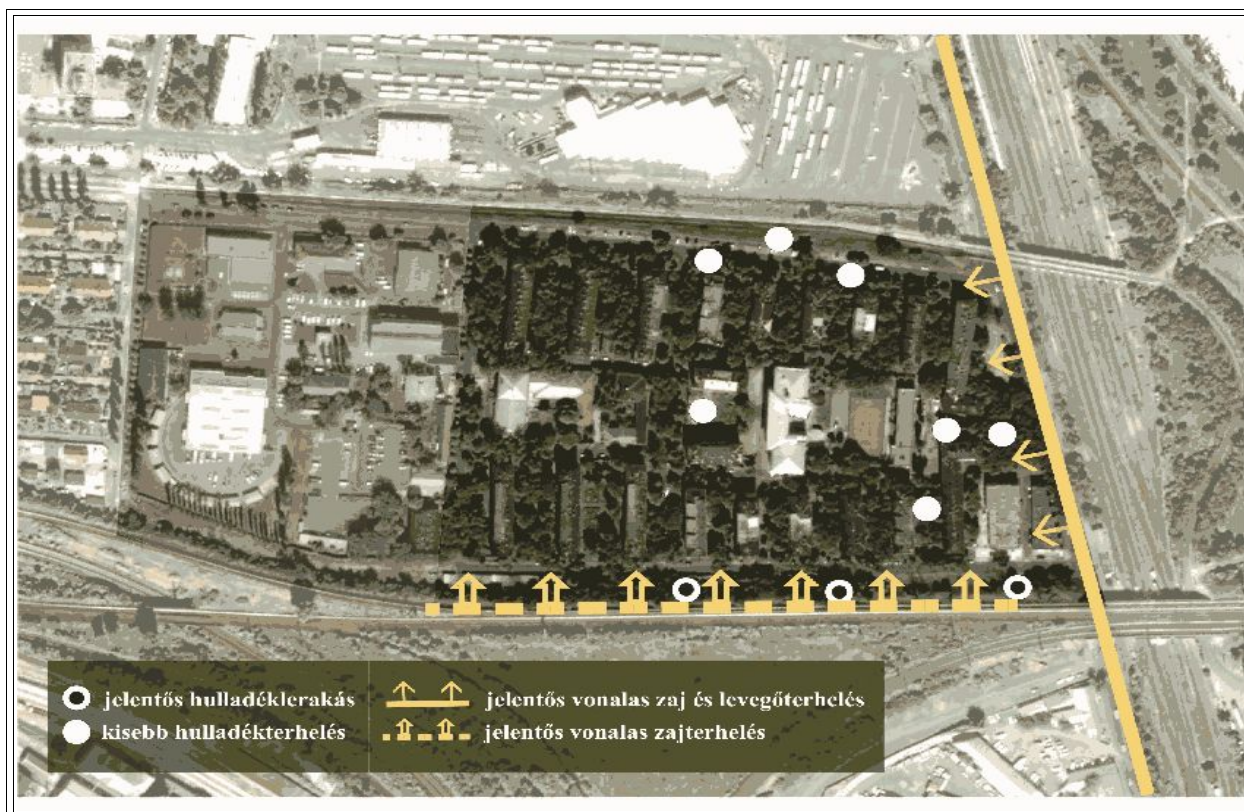 jelentős hulladéklerakás
kisebb hulladékterhelés
jelentős vonalas zaj és levegőterhelés
jelentős vonalas zajterhelés